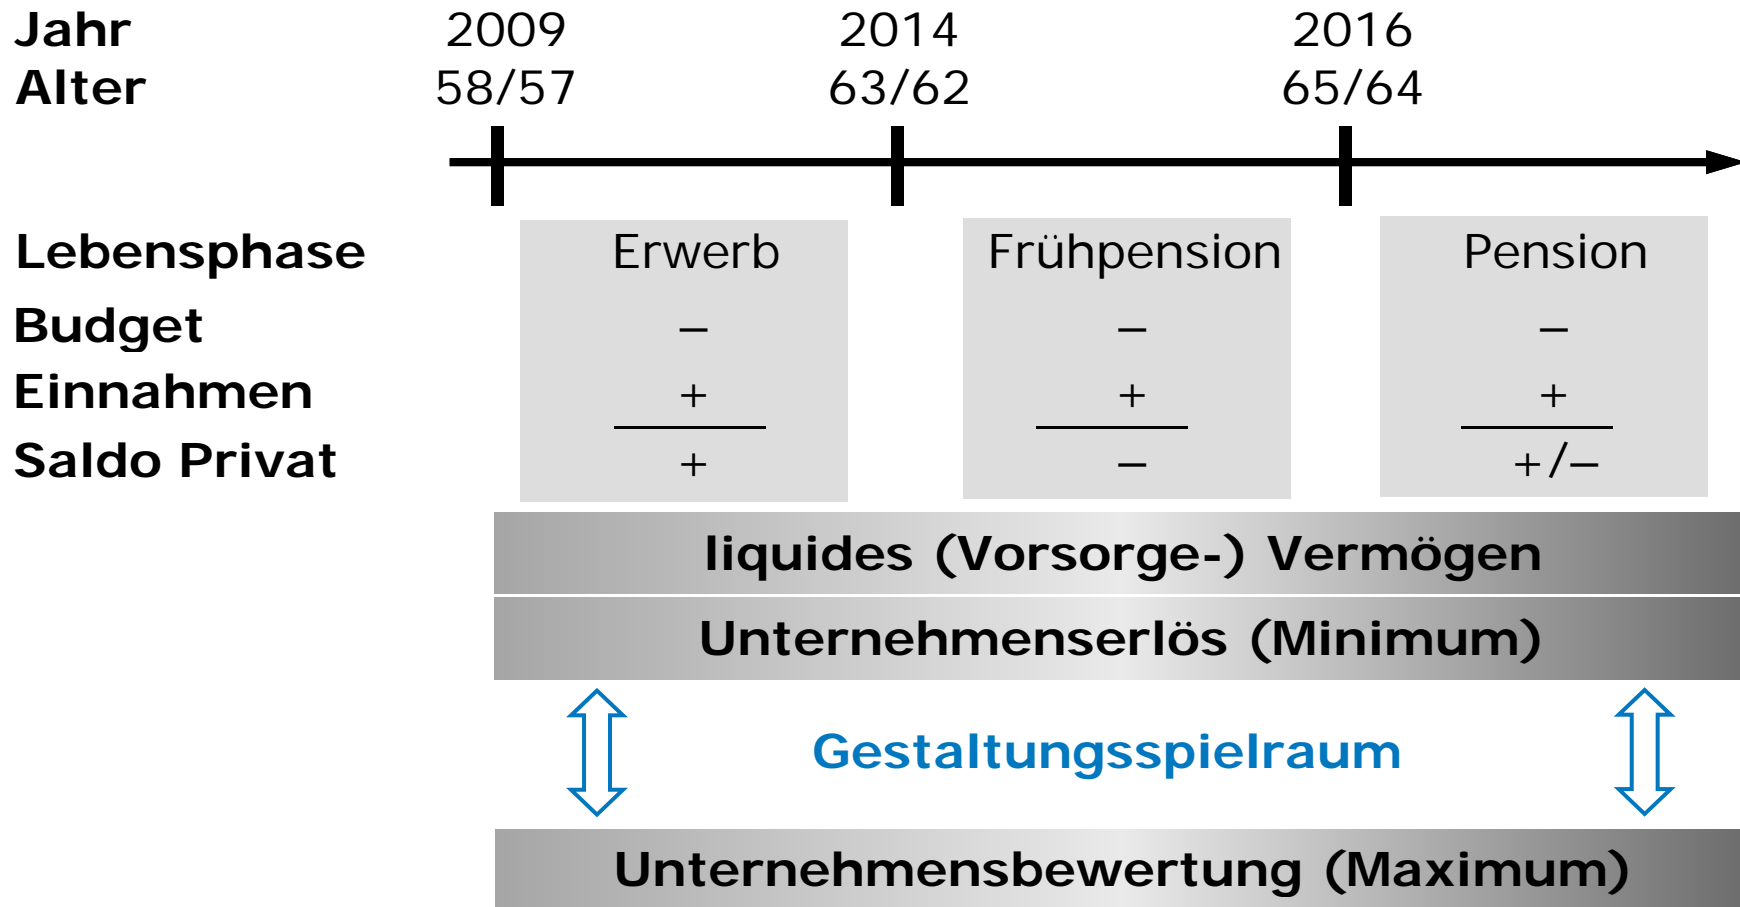 Jahr 2009 2014 2016
Alter 58/57 63/62 65/64
Lebensphase Erwerb Frühpension Pension
Budget – – –
Einnahmen + + +
Saldo Privat + – +/–
liquides (Vorsorge-) Vermögen
Unternehmenserlös (Minimum)
Gestaltungsspielraum
Unternehmensbewertung (Maximum)